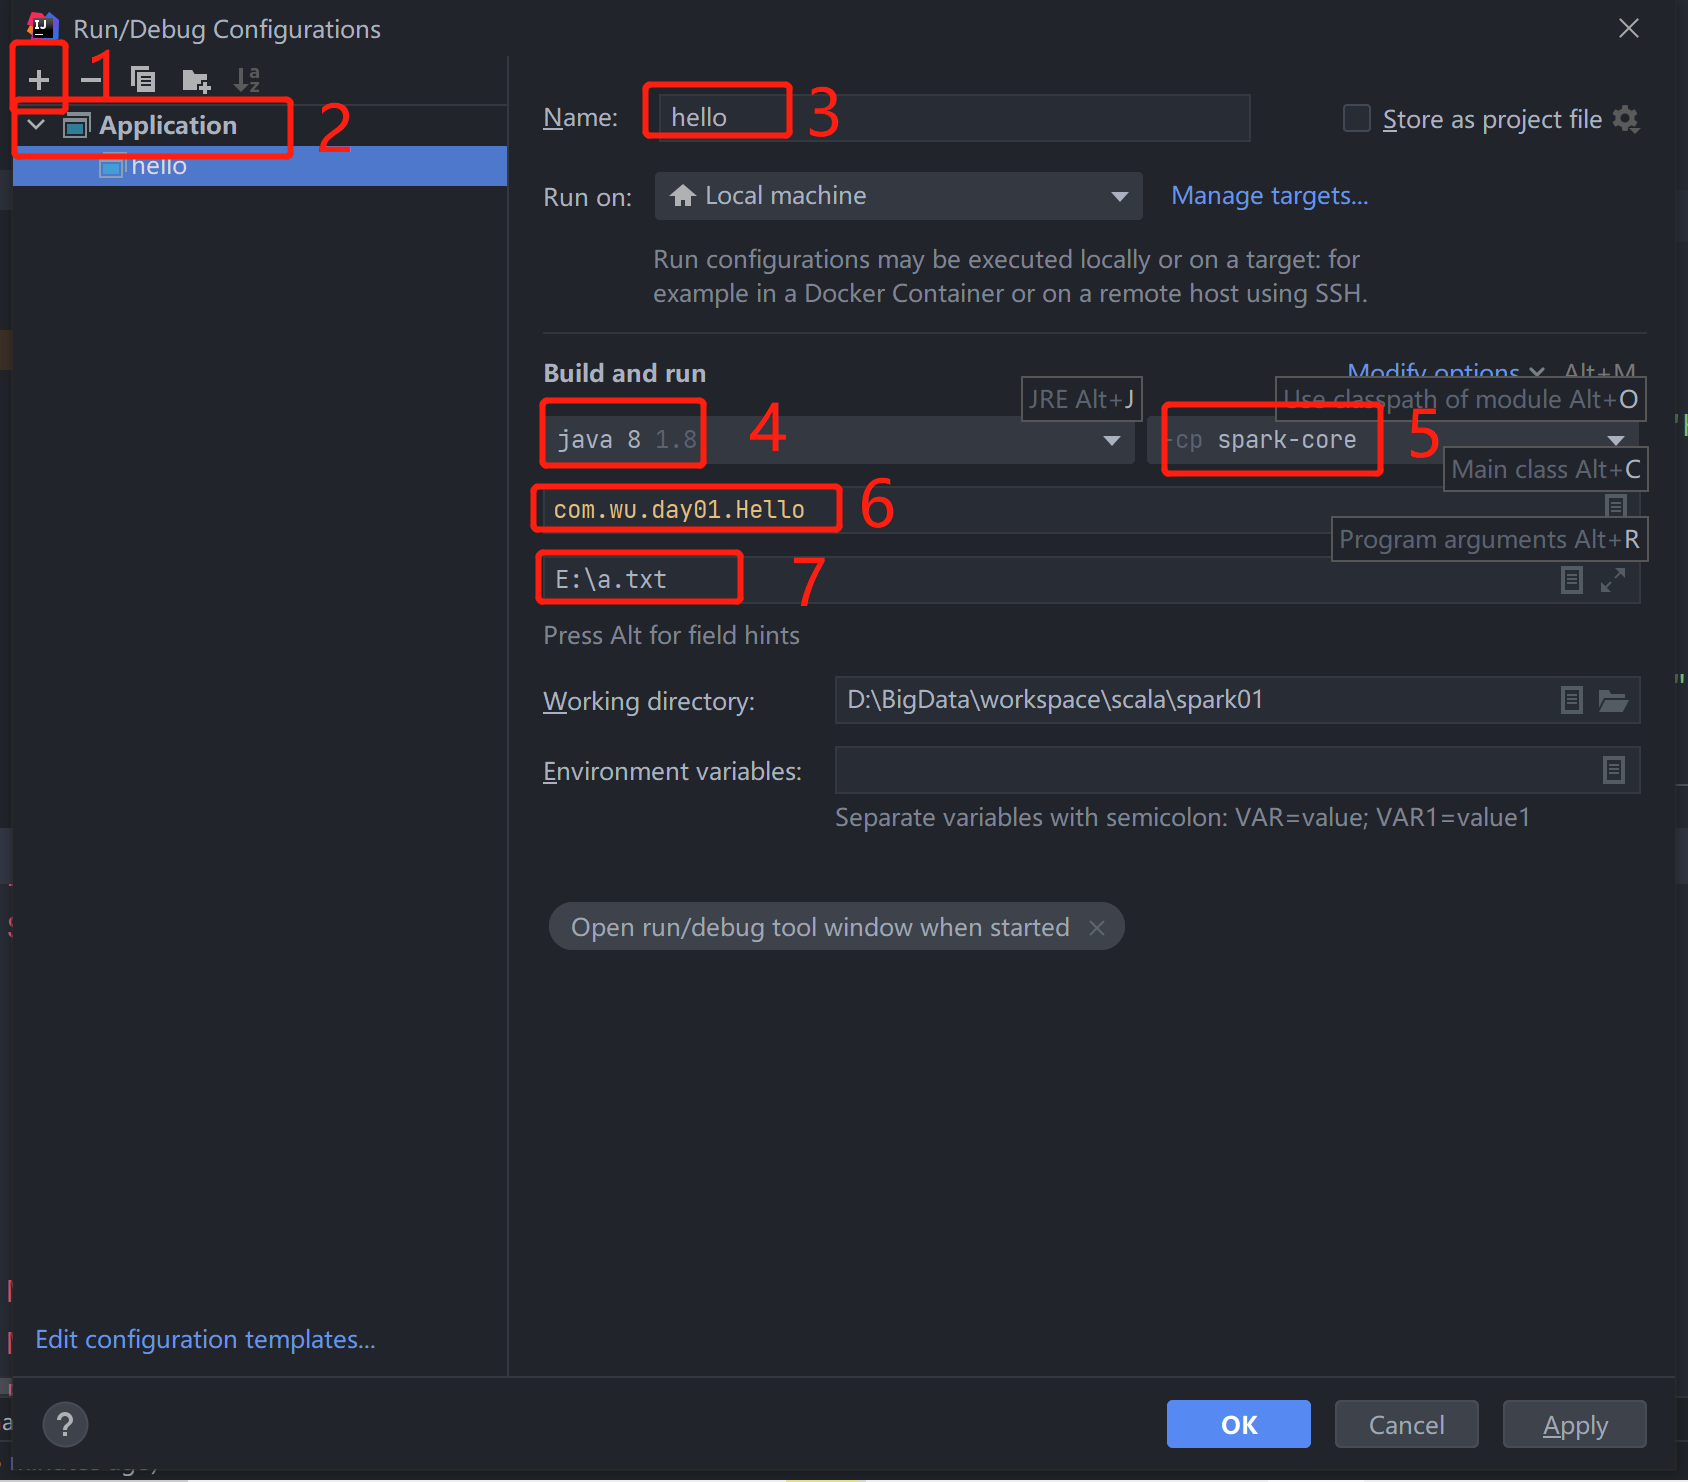 Run/Debug Configurations
1
Application
2
hello
Name:
hello
3
Store as project file
Run on:
Local machine
Manage targets...
Run configurations may be executed locally or on a target: for
example in a Docker Container or on a remote host using SSH.
Build and run
Modify options
Alt+M
JRE Alt+J
Use classpath of module Alt+O
java 8 1.8
4
-cp spark-core
5
Main class Alt+C
com.wu.day01.Hello
6
Program arguments Alt+R
E:\a.txt
7
Press Alt for field hints
Working directory:
D:\BigData\workspace\scala\spark01
Environment variables:
Separate variables with semicolon: VAR=value; VAR1=value1
Open run/debug tool window when started
Edit configuration templates...
?
OK
Cancel
Apply